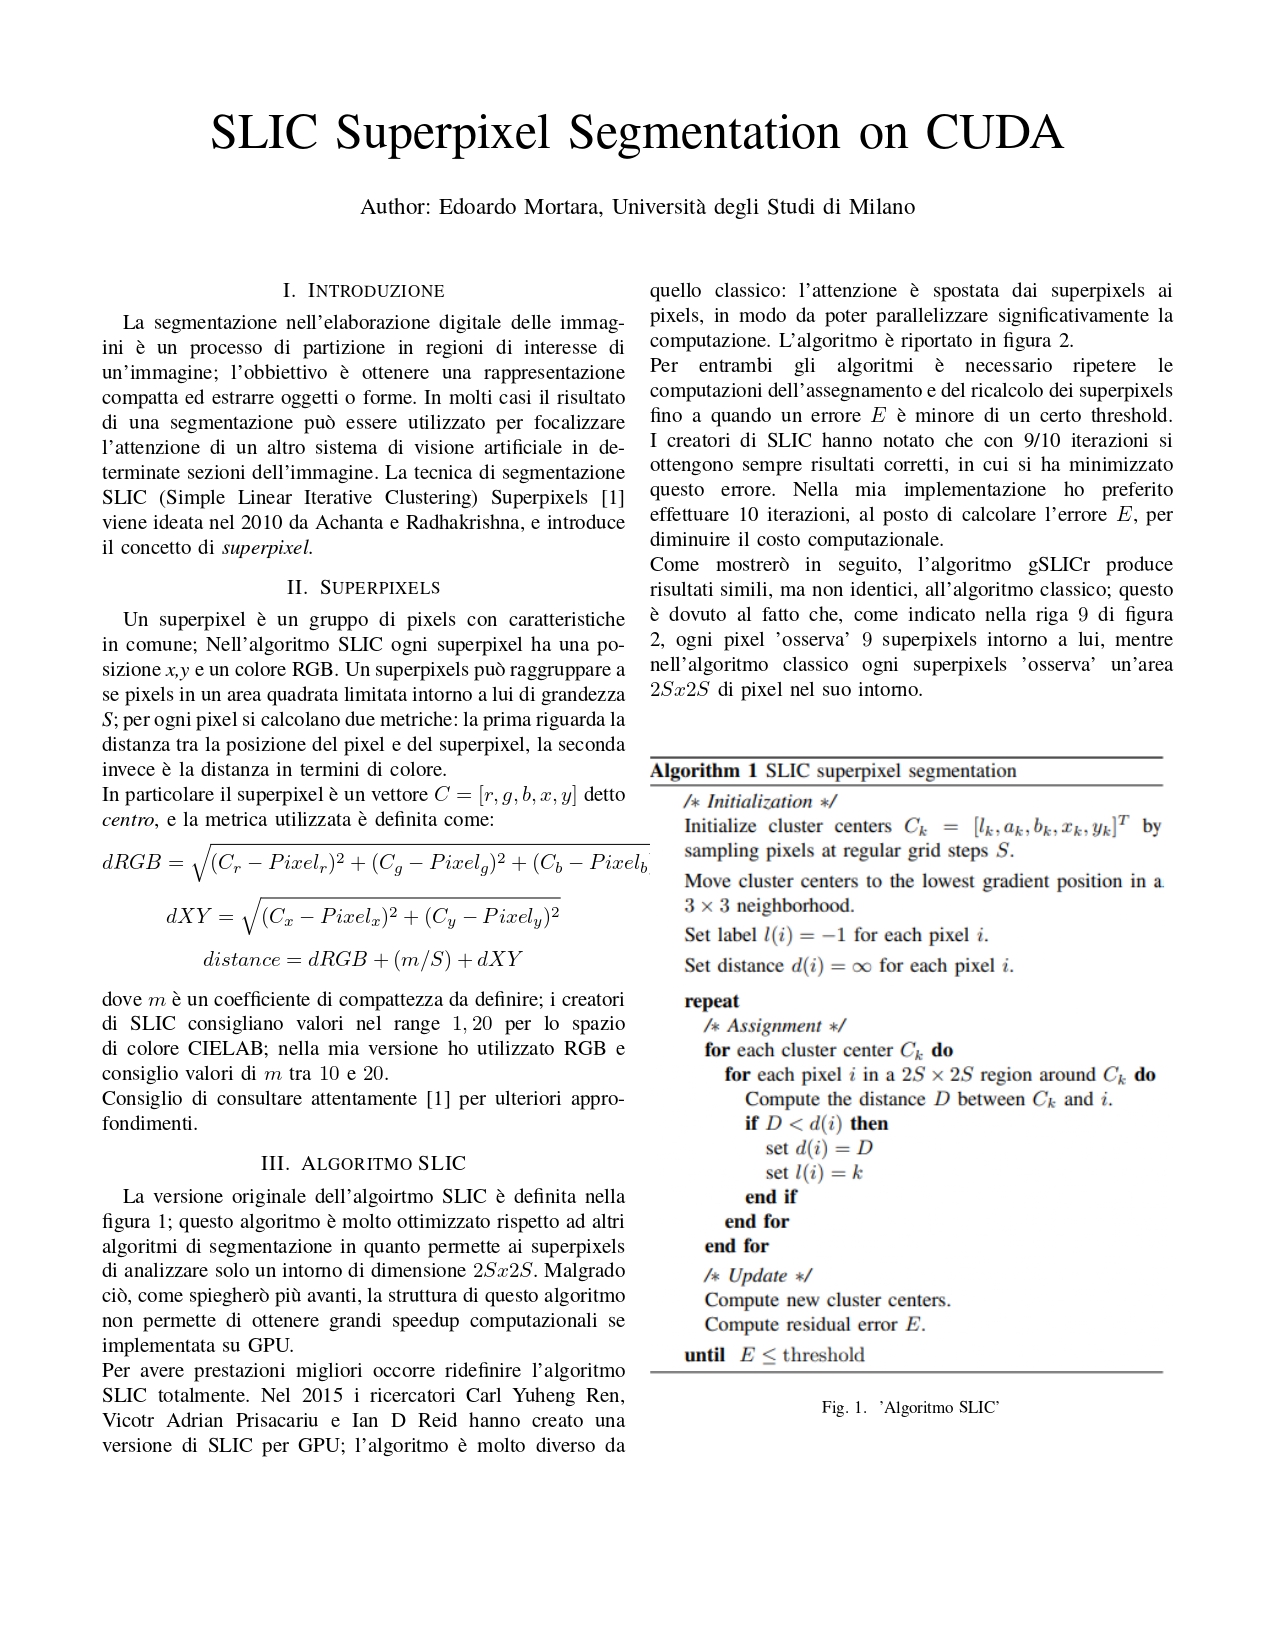 SLIC Superpixel Segmentation on CUDA
Author: Edoardo Mortara, Università degli Studi di Milano
I. INTRODUZIONE
La segmentazione nell'elaborazione digitale delle immag-
ini è un processo di partizione in regioni di interesse di
un'immagine; l'obbiettivo è ottenere una rappresentazione
compatta ed estrarre oggetti o forme. In molti casi il risultato
di una segmentazione può essere utilizzato per focalizzare
l'attenzione di un altro sistema di visione artificiale in de-
terminate sezioni dell'immagine. La tecnica di segmentazione
SLIC (Simple Linear Iterative Clustering) Superpixels [1]
viene ideata nel 2010 da Achanta e Radhakrishna, e introduce
il concetto di superpixel.
II. SUPERPIXELS
Un superpixel è un gruppo di pixels con caratteristiche
in comune; Nell'algoritmo SLIC ogni superpixel ha una po-
sizione x,y e un colore RGB. Un superpixels può raggruppare a
se pixels in un area quadrata limitata intorno a lui di grandezza
S; per ogni pixel si calcolano due metriche: la prima riguarda la
distanza tra la posizione del pixel e del superpixel, la seconda
invece è la distanza in termini di colore.
In particolare il superpixel è un vettore C = [r, g, b, x, y] detto
centro, e la metrica utilizzata è definita come:
dRGB = √(C_r − Pixel_r)² + (C_g − Pixel_g)² + (C_b − Pixel_b
dXY = √(C_x − Pixel_x)² + (C_y − Pixel_y)²
distance = dRGB + (m/S) + dXY
dove m è un coefficiente di compattezza da definire; i creatori
di SLIC consigliano valori nel range 1, 20 per lo spazio
di colore CIELAB; nella mia versione ho utilizzato RGB e
consiglio valori di m tra 10 e 20.
Consiglio di consultare attentamente [1] per ulteriori appro-
fondimenti.
III. ALGORITMO SLIC
La versione originale dell'algoirtmo SLIC è definita nella
figura 1; questo algoritmo è molto ottimizzato rispetto ad altri
algoritmi di segmentazione in quanto permette ai superpixels
di analizzare solo un intorno di dimensione 2Sx2S. Malgrado
ciò, come spiegherò più avanti, la struttura di questo algoritmo
non permette di ottenere grandi speedup computazionali se
implementata su GPU.
Per avere prestazioni migliori occorre ridefinire l'algoritmo
SLIC totalmente. Nel 2015 i ricercatori Carl Yuheng Ren,
Vicotr Adrian Prisacariu e Ian D Reid hanno creato una
versione di SLIC per GPU; l'algoritmo è molto diverso da
quello classico: l'attenzione è spostata dai superpixels ai
pixels, in modo da poter parallelizzare significativamente la
computazione. L'algoritmo è riportato in figura 2.
Per entrambi gli algoritmi è necessario ripetere le
computazioni dell'assegnamento e del ricalcolo dei superpixels
fino a quando un errore E è minore di un certo threshold.
I creatori di SLIC hanno notato che con 9/10 iterazioni si
ottengono sempre risultati corretti, in cui si ha minimizzato
questo errore. Nella mia implementazione ho preferito
effettuare 10 iterazioni, al posto di calcolare l'errore E, per
diminuire il costo computazionale.
Come mostrerò in seguito, l'algoritmo gSLICr produce
risultati simili, ma non identici, all'algoritmo classico; questo
è dovuto al fatto che, come indicato nella riga 9 di figura
2, ogni pixel 'osserva' 9 superpixels intorno a lui, mentre
nell'algoritmo classico ogni superpixels 'osserva' un'area
2Sx2S di pixel nel suo intorno.
Algorithm 1 SLIC superpixel segmentation
/∗ Initialization ∗/
Initialize cluster centers C_k = [l_k, a_k, b_k, x_k, y_k]^T by
sampling pixels at regular grid steps S.
Move cluster centers to the lowest gradient position in a
3 × 3 neighborhood.
Set label l(i) = −1 for each pixel i.
Set distance d(i) = ∞ for each pixel i.
repeat
/∗ Assignment ∗/
for each cluster center C_k do
for each pixel i in a 2S × 2S region around C_k do
Compute the distance D between C_k and i.
if D < d(i) then
set d(i) = D
set l(i) = k
end if
end for
end for
/∗ Update ∗/
Compute new cluster centers.
Compute residual error E.
until E ≤ threshold
Fig. 1. 'Algoritmo SLIC'